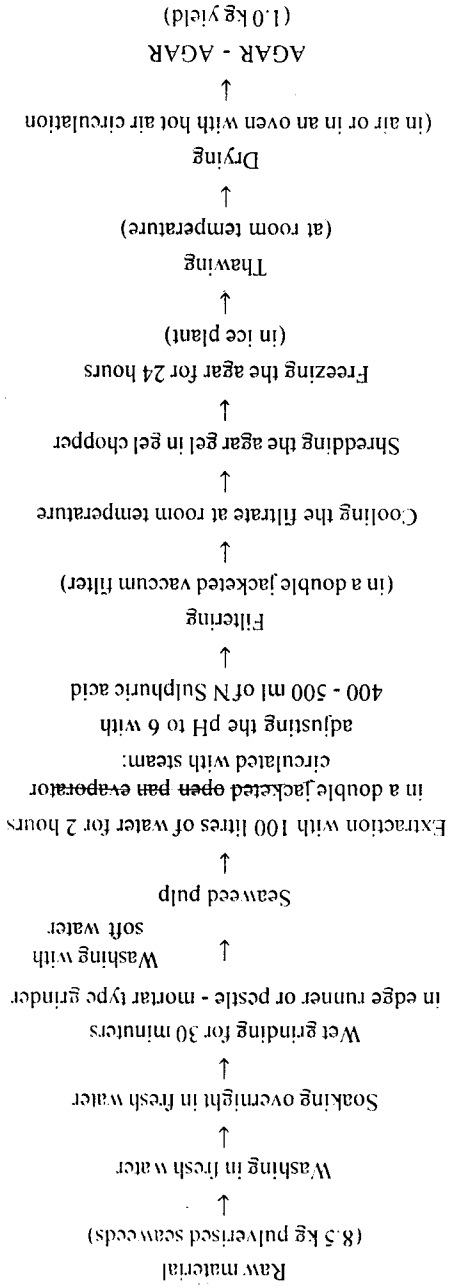 Raw material
(8.5 kg pulverised seaweeds)
Washing in fresh water
Soaking overnight in fresh water
Wet grinding for 30 minuturs
in edge runner or pestle - mortar type grinder
Washing with
soft water
Seaweed pulp
Extraction with 100 litres of water for 2 hours
in a double jacketed open pan evaporator
circulated with steam:
adjusting the pH to 6 with
400 - 500 ml of N Sulphuric acid
Filtering
(in a double jacketed vaccum filter)
Cooling the filtrate at room temperature
Shredding the agar gel in gel chopper
Freezing the agar for 24 hours
(in ice plant)
Thawing
(at room temperature)
Drying
(in air or in an oven with hot air circulation
AGAR - AGAR
(1.0 kg yield)